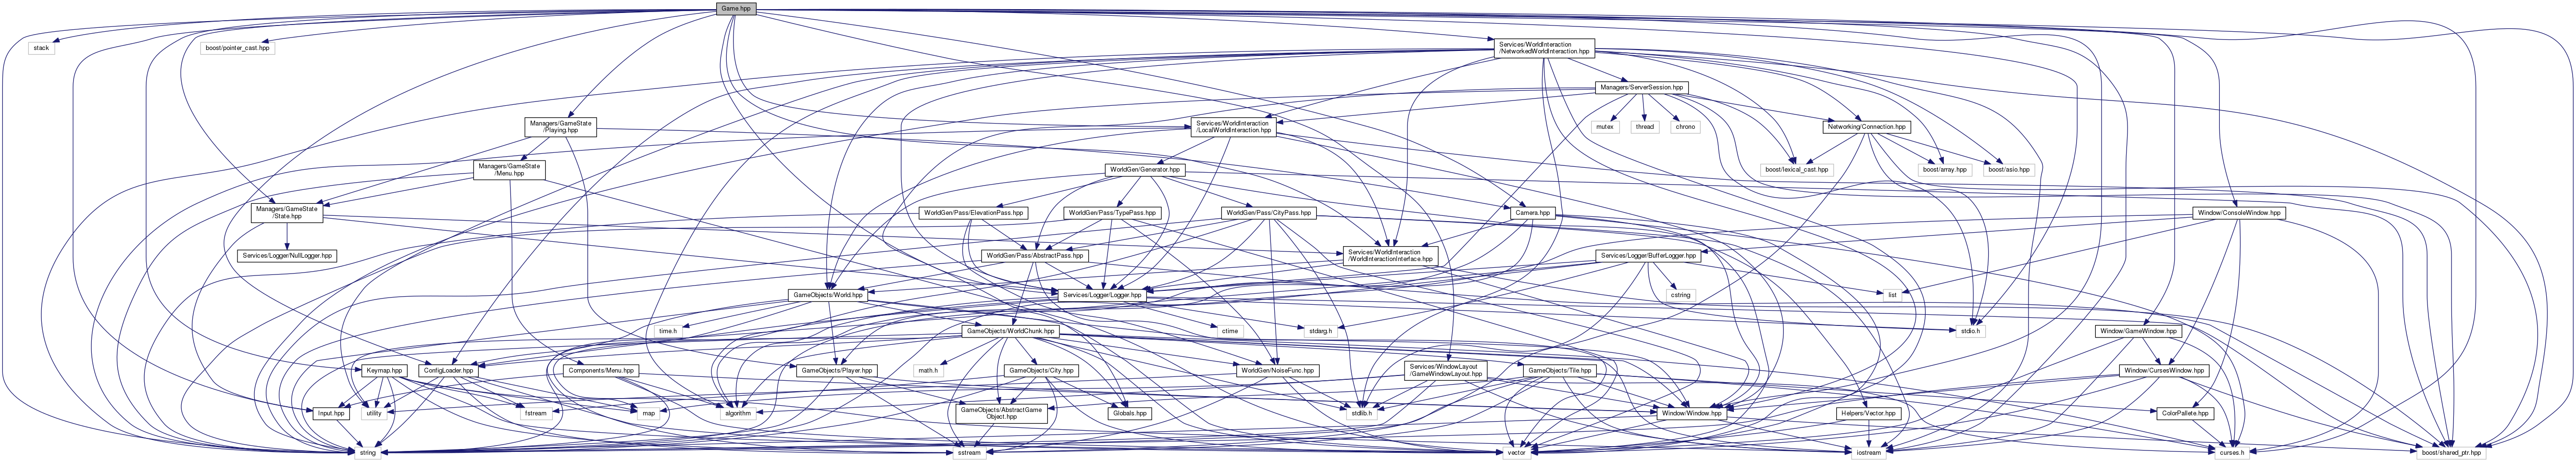 Game.hpp
stack
boost/pointer_cast.hpp
Services/WorldInteraction
/NetworkedWorldInteraction.hpp
Managers/ServerSession.hpp
Managers/GameState
/Playing.hpp
Services/WorldInteraction
/LocalWorldInteraction.hpp
mutex
thread
chrono
Networking/Connection.hpp
Managers/GameState
/Menu.hpp
WorldGen/Generator.hpp
boost/lexical_cast.hpp
boost/array.hpp
boost/asio.hpp
Managers/GameState
/State.hpp
WorldGen/Pass/ElevationPass.hpp
WorldGen/Pass/TypePass.hpp
WorldGen/Pass/CityPass.hpp
Camera.hpp
Window/ConsoleWindow.hpp
Services/Logger/NullLogger.hpp
WorldGen/Pass/AbstractPass.hpp
Services/WorldInteraction
/WorldInteractionInterface.hpp
Services/Logger/BufferLogger.hpp
GameObjects/World.hpp
Services/Logger/Logger.hpp
cstring
list
time.h
GameObjects/WorldChunk.hpp
ctime
stdarg.h
stdio.h
Window/GameWindow.hpp
Keymap.hpp
ConfigLoader.hpp
Components/Menu.hpp
GameObjects/Player.hpp
math.h
GameObjects/City.hpp
WorldGen/NoiseFunc.hpp
Services/WindowLayout
/GameWindowLayout.hpp
GameObjects/Tile.hpp
Window/CursesWindow.hpp
Input.hpp
utility
fstream
map
algorithm
GameObjects/AbstractGame
Object.hpp
Globals.hpp
stdlib.h
Window/Window.hpp
Helpers/Vector.hpp
ColorPallete.hpp
string
sstream
vector
iostream
curses.h
boost/shared_ptr.hpp